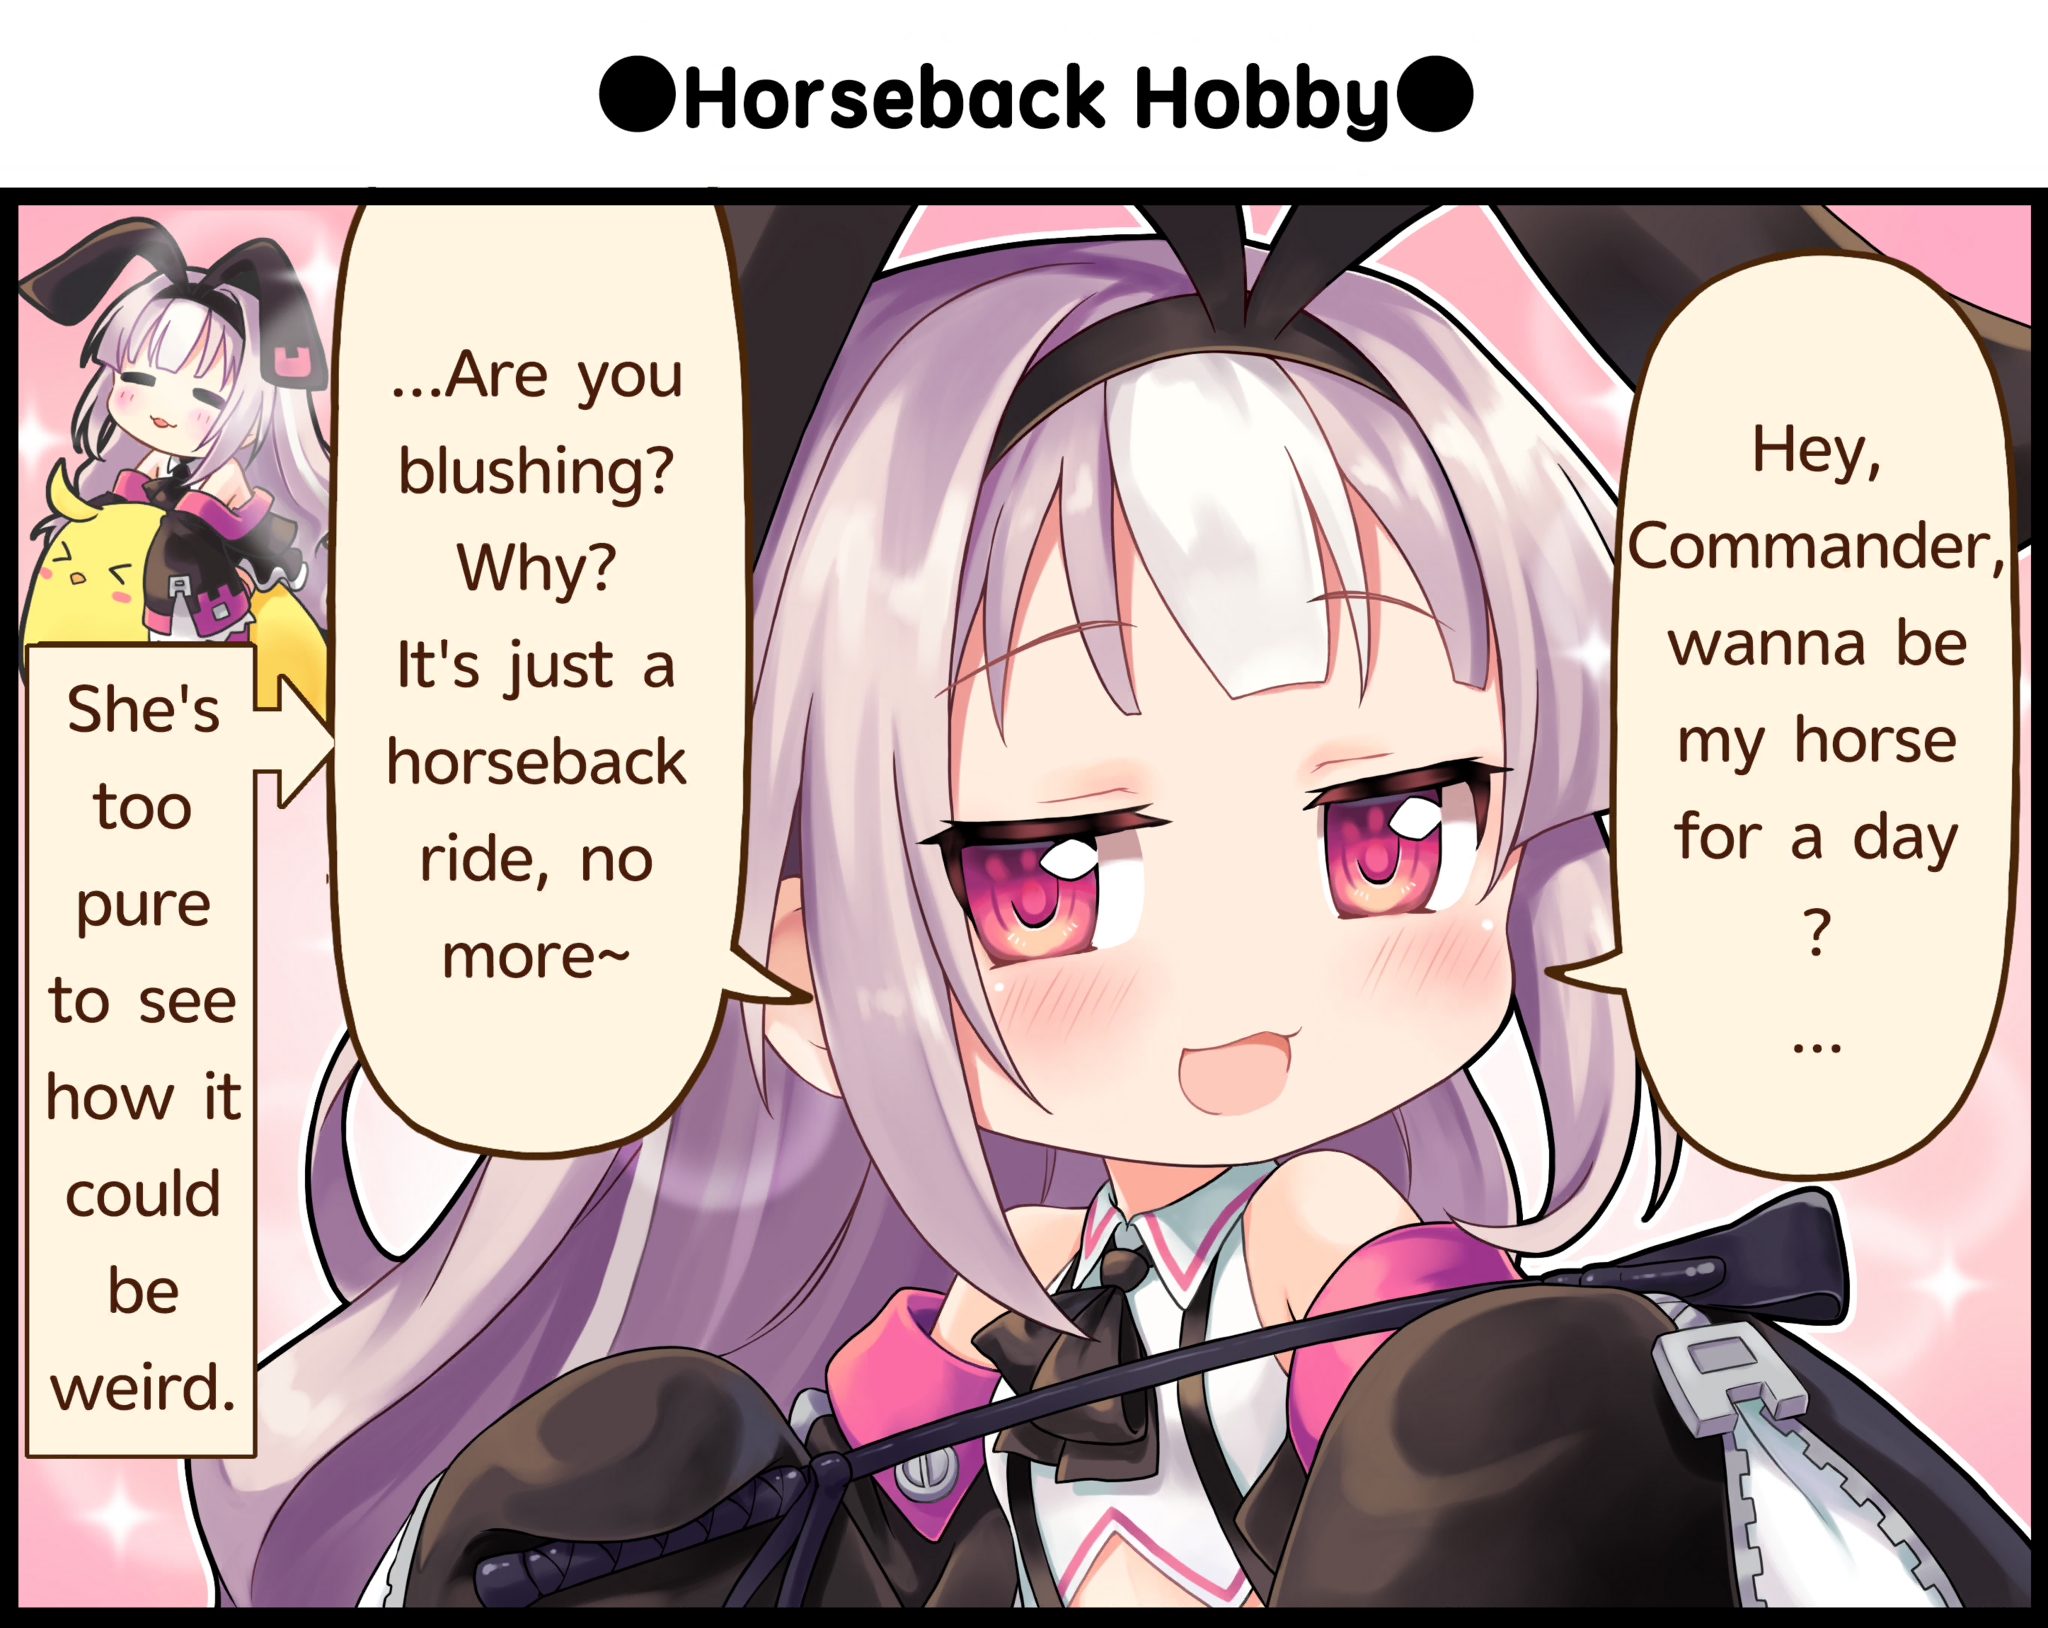 ●Horseback Hobby●
Hey,
Commander,
wanna be
my horse
for a day
?
...
...Are you
blushing?
Why?
It's just a
horseback
ride, no
more~
She's
too
pure
to see
how it
could
be
weird.